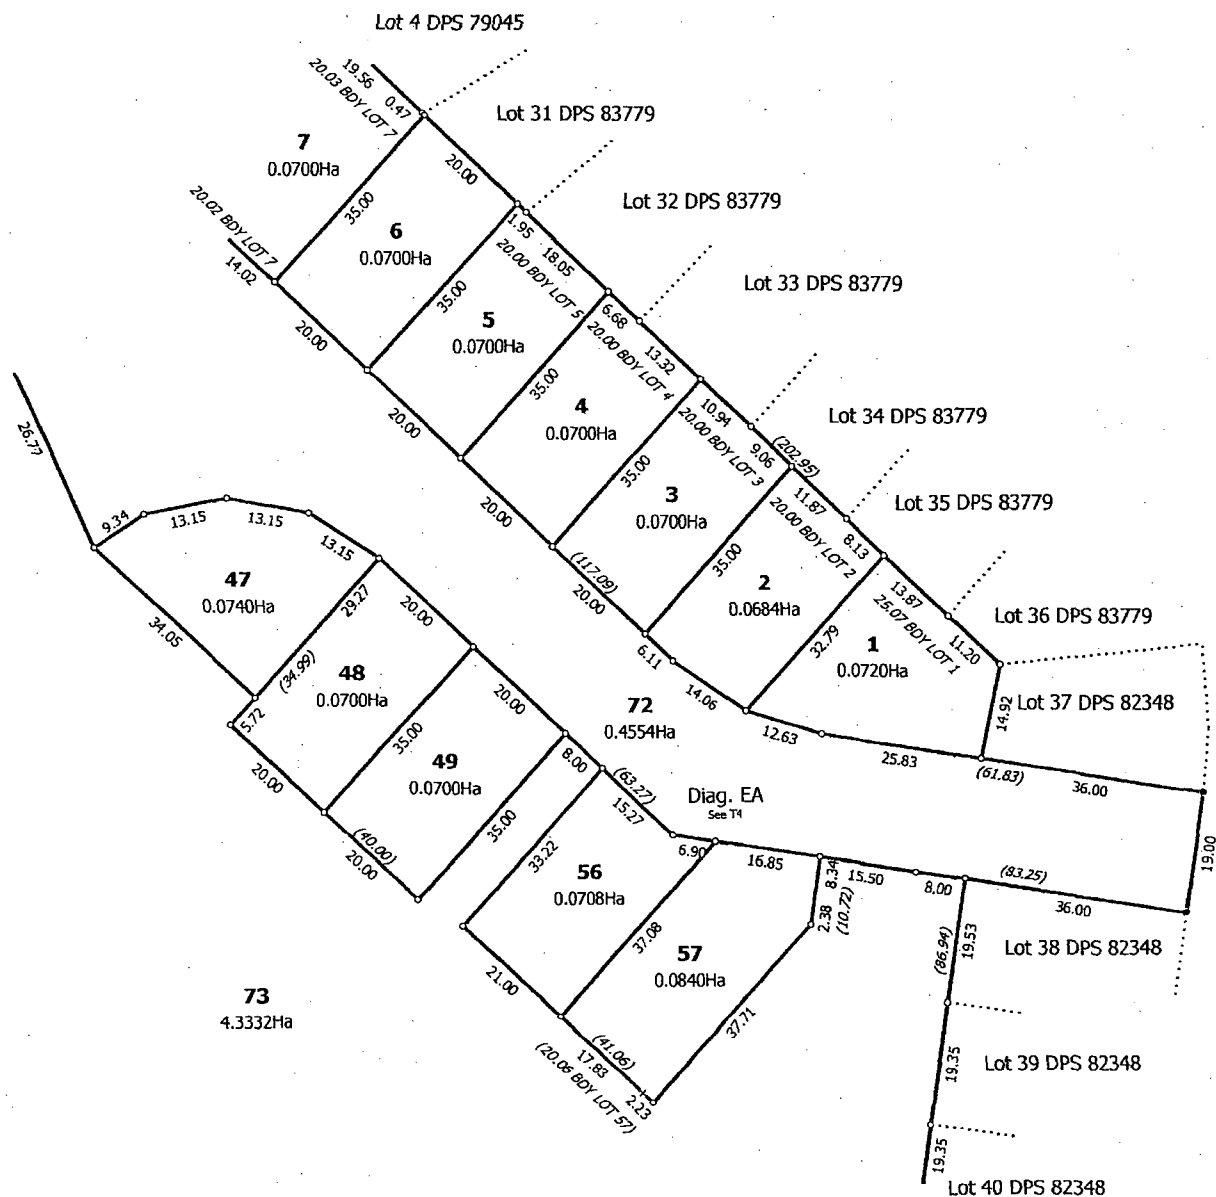 Lot 4 DPS 79045
19.56
0.47
20.03 BDY LOT 7
Lot 31 DPS 83779
7
0.0700Ha
20.00
35.00
20.02 BDY LOT 7
14.02
Lot 32 DPS 83779
6
0.0700Ha
1.95
18.05
20.00 BDY LOT 5
35.00
20.00
Lot 33 DPS 83779
5
0.0700Ha
6.68
13.32
20.00 BDY LOT 4
35.00
20.00
Lot 34 DPS 83779
4
0.0700Ha
10.94
9.06
(202.95)
20.00 BDY LOT 3
35.00
20.00
Lot 35 DPS 83779
3
0.0700Ha
11.87
8.13
20.00 BDY LOT 2
35.00
(117.09)
20.00
Lot 36 DPS 83779
2
0.0684Ha
13.87
11.20
25.07 BDY LOT 1
32.79
6.11
14.06
1
0.0720Ha
14.92
Lot 37 DPS 82348
12.63
25.83
(61.83)
36.00
19.00
26.77
9.34
13.15
13.15
13.15
47
0.0740Ha
29.27
(34.99)
34.05
5.72
20.00
48
0.0700Ha
35.00
20.00
20.00
49
0.0700Ha
35.00
(40.00)
20.00
8.00
72
0.4554Ha
(63.27)
15.27
Diag. EA
See T4
6.90
16.85
8.34
2.38
(10.72)
15.50
8.00
(83.25)
36.00
33.22
56
0.0708Ha
37.08
21.00
57
0.0840Ha
37.71
(41.06)
17.83
(20.06 BDY LOT 57)
2.23
73
4.3332Ha
(86.94)
19.53
Lot 38 DPS 82348
19.35
Lot 39 DPS 82348
19.35
Lot 40 DPS 82348